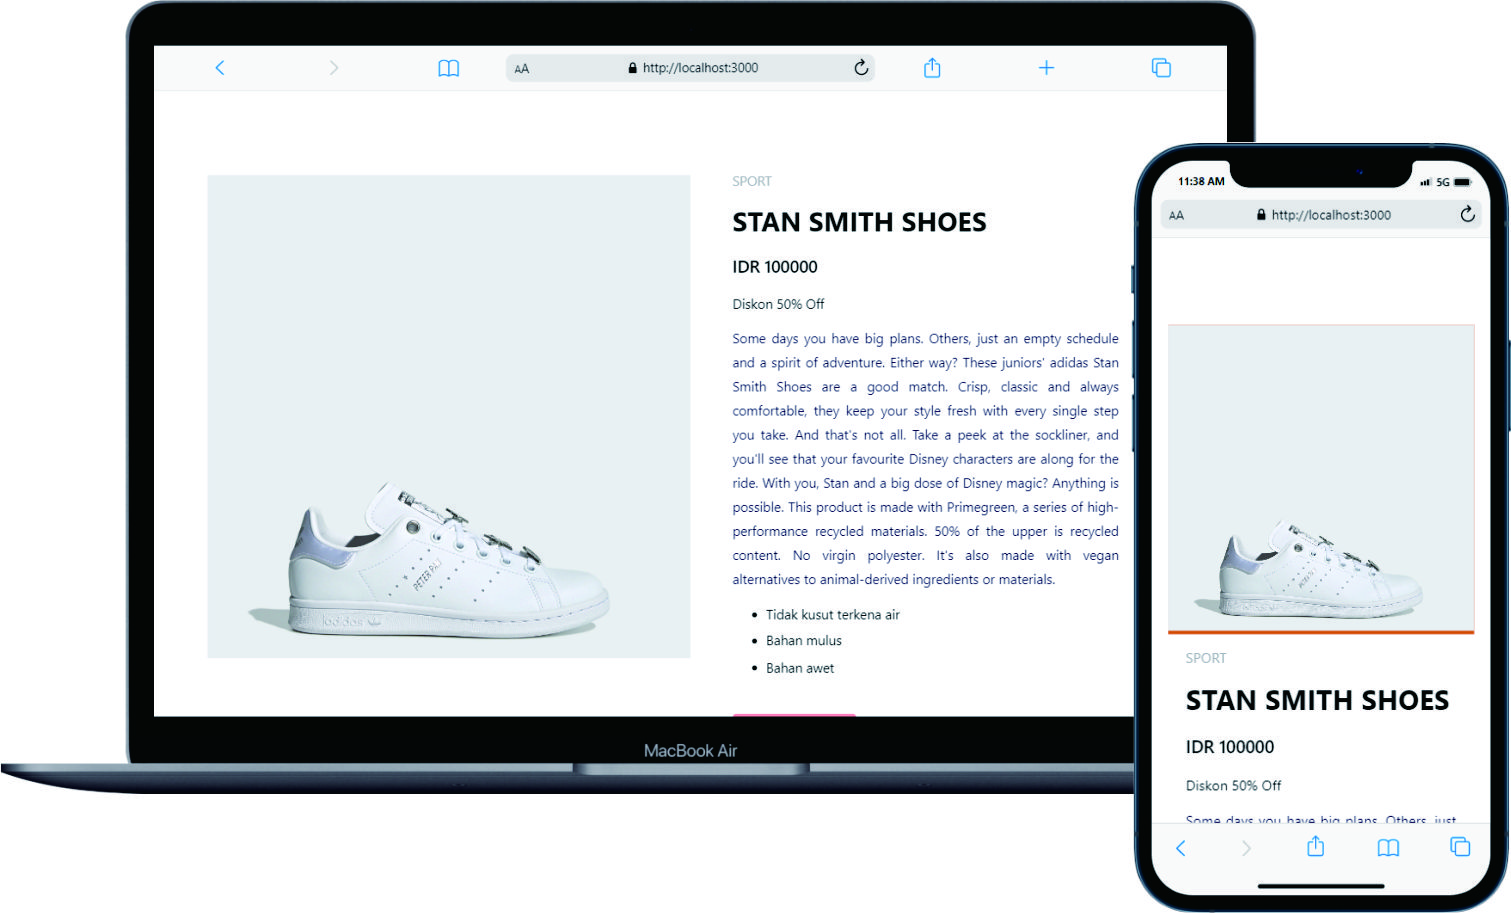 AA
http://localhost:3000
SPORT
STAN SMITH SHOES
IDR 100000
Diskon 50% Off
Some days you have big plans. Others, just an empty schedule
and a spirit of adventure. Either way? These juniors' adidas Stan
Smith Shoes are a good match. Crisp, classic and always
comfortable, they keep your style fresh with every single step
you take. And that's not all. Take a peek at the sockliner, and
you'll see that your favourite Disney characters are along for the
ride. With you, Stan and a big dose of Disney magic? Anything is
possible. This product is made with Primegreen, a series of high-
performance recycled materials. 50% of the upper is recycled
content. No virgin polyester. It's also made with vegan
alternatives to animal-derived ingredients or materials.
• Tidak kusut terkena air
• Bahan mulus
• Bahan awet
PETER PAN
adidas
MacBook Air
11:38 AM
5G
AA
http://localhost:3000
SPORT
STAN SMITH SHOES
IDR 100000
Diskon 50% Off
Some days you have big plans. Others, just